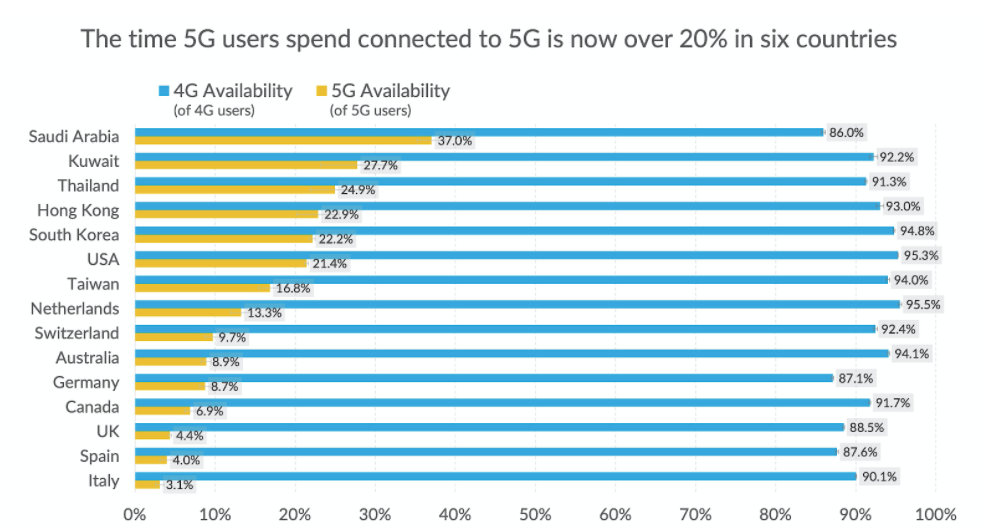 The time 5G users spend connected to 5G is now over 20% in six countries
4G Availability 5G Availability
(of 4G users) (of 5G users)
Saudi Arabia 86.0% 37.0%
Kuwait 92.2% 27.7%
Thailand 91.3% 24.9%
Hong Kong 93.0% 22.9%
South Korea 94.8% 22.2%
USA 95.3% 21.4%
Taiwan 94.0% 16.8%
Netherlands 95.5% 13.3%
Switzerland 92.4% 9.7%
Australia 94.1% 8.9%
Germany 87.1% 8.7%
Canada 91.7% 6.9%
UK 88.5% 4.4%
Spain 87.6% 4.0%
Italy 90.1% 3.1%
0% 10% 20% 30% 40% 50% 60% 70% 80% 90% 100%